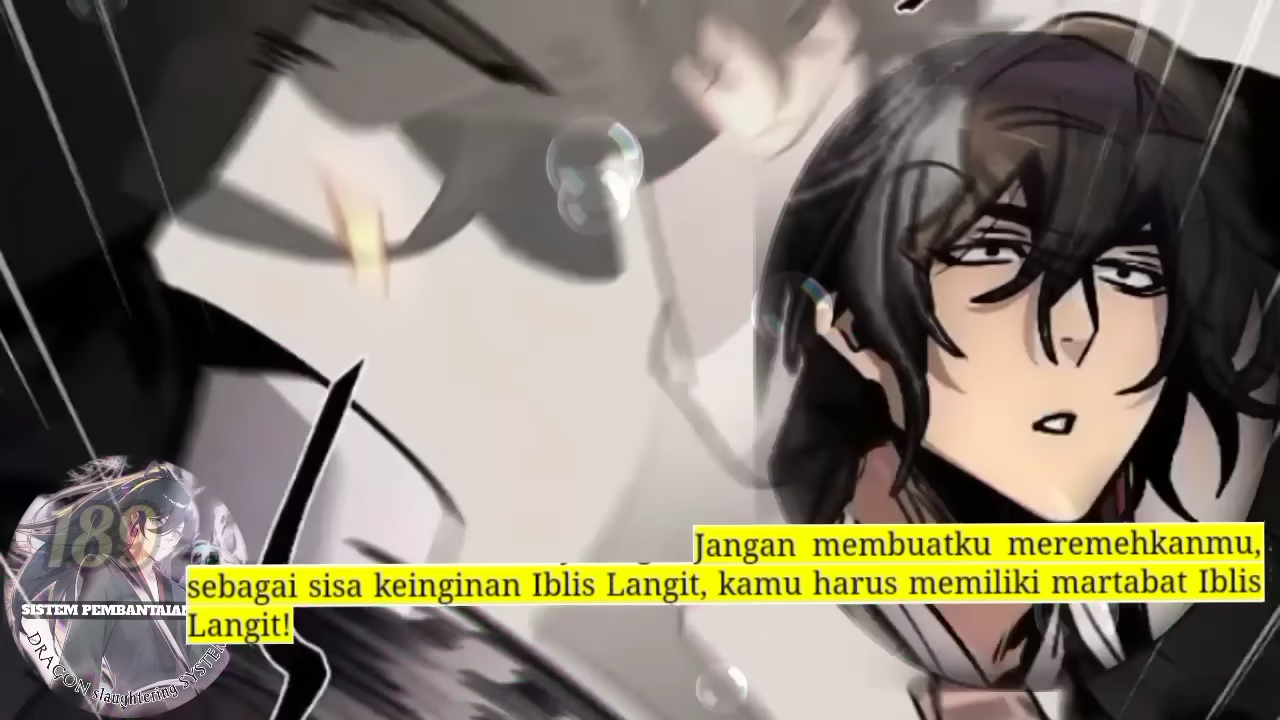 Jangan membuatku meremehkanmu,
sebagai sisa keinginan Iblis Langit, kamu harus memiliki martabat Iblis
Langit!
189
SISTEM PEMBANTAIAN
DRAGON slaughtering SYSTEM